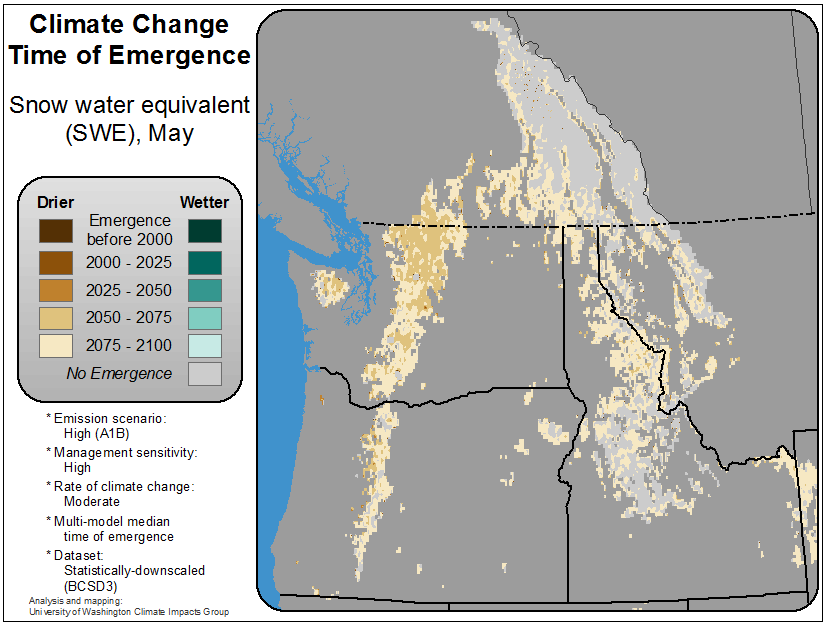 Climate Change
Time of Emergence
Snow water equivalent
(SWE), May
Drier Wetter
Emergence
before 2000
2000 - 2025
2025 - 2050
2050 - 2075
2075 - 2100
No Emergence
* Emission scenario:
High (A1B)
* Management sensitivity:
High
* Rate of climate change:
Moderate
* Multi-model median
time of emergence
* Dataset:
Statistically-downscaled
(BCSD3)
Analysis and mapping:
University of Washington Climate Impacts Group